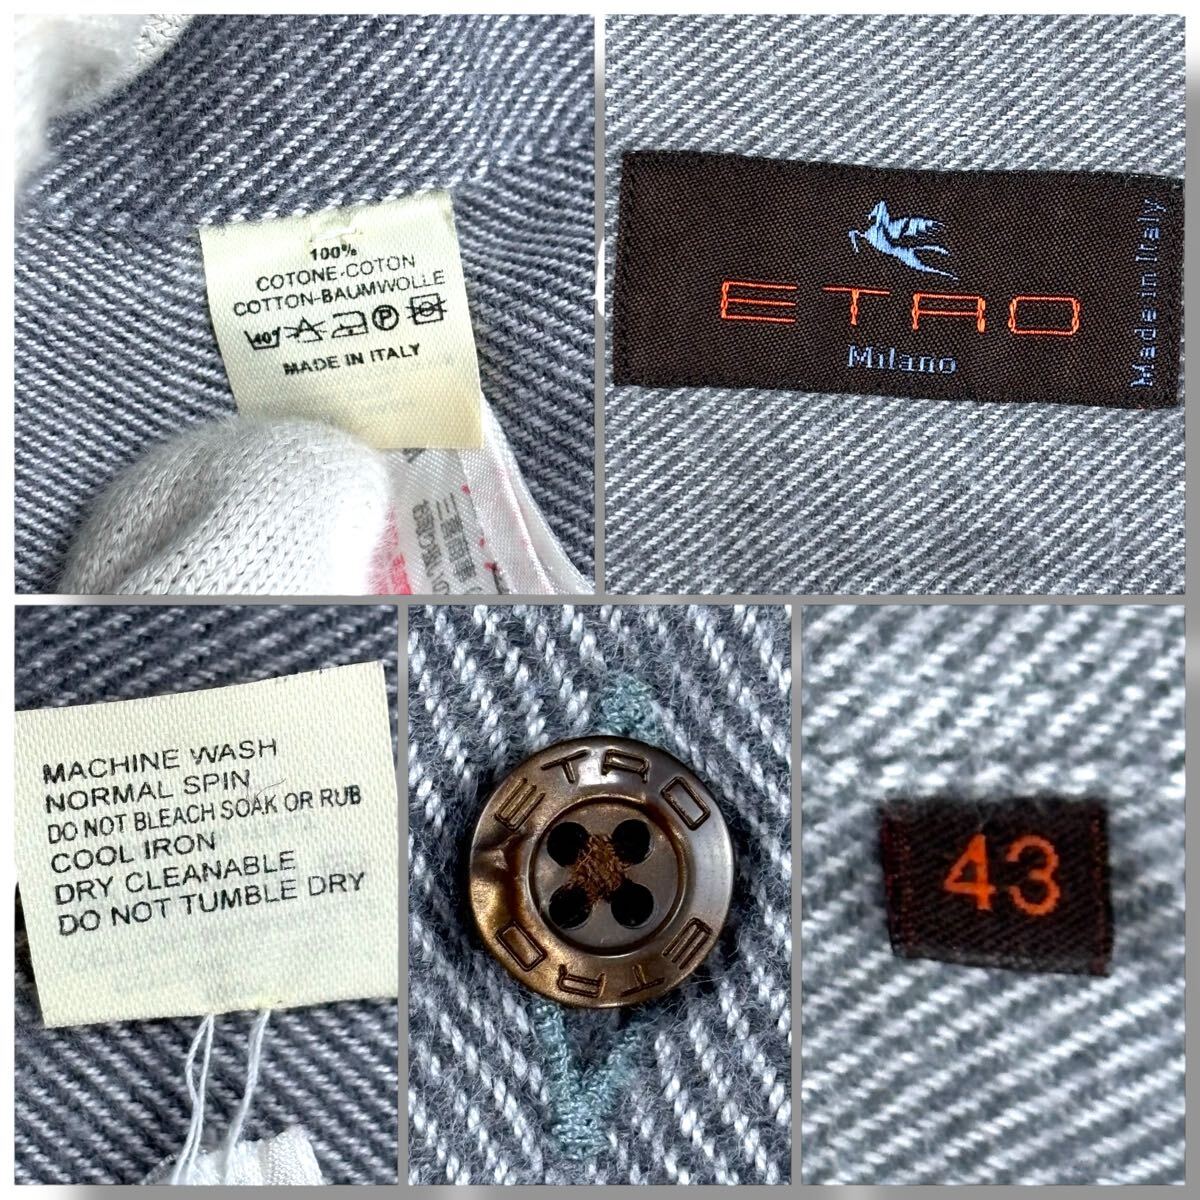 100%
COTONE-COTON
COTTON-BAUMWOLLE
40
P
MADE IN ITALY
ETRO
Milano
Made in Italy
MACHINE WASH
NORMAL SPIN
DO NOT BLEACH SOAK OR RUB
COOL IRON
DRY CLEANABLE
DO NOT TUMBLE DRY
ETRO
ETRO
43